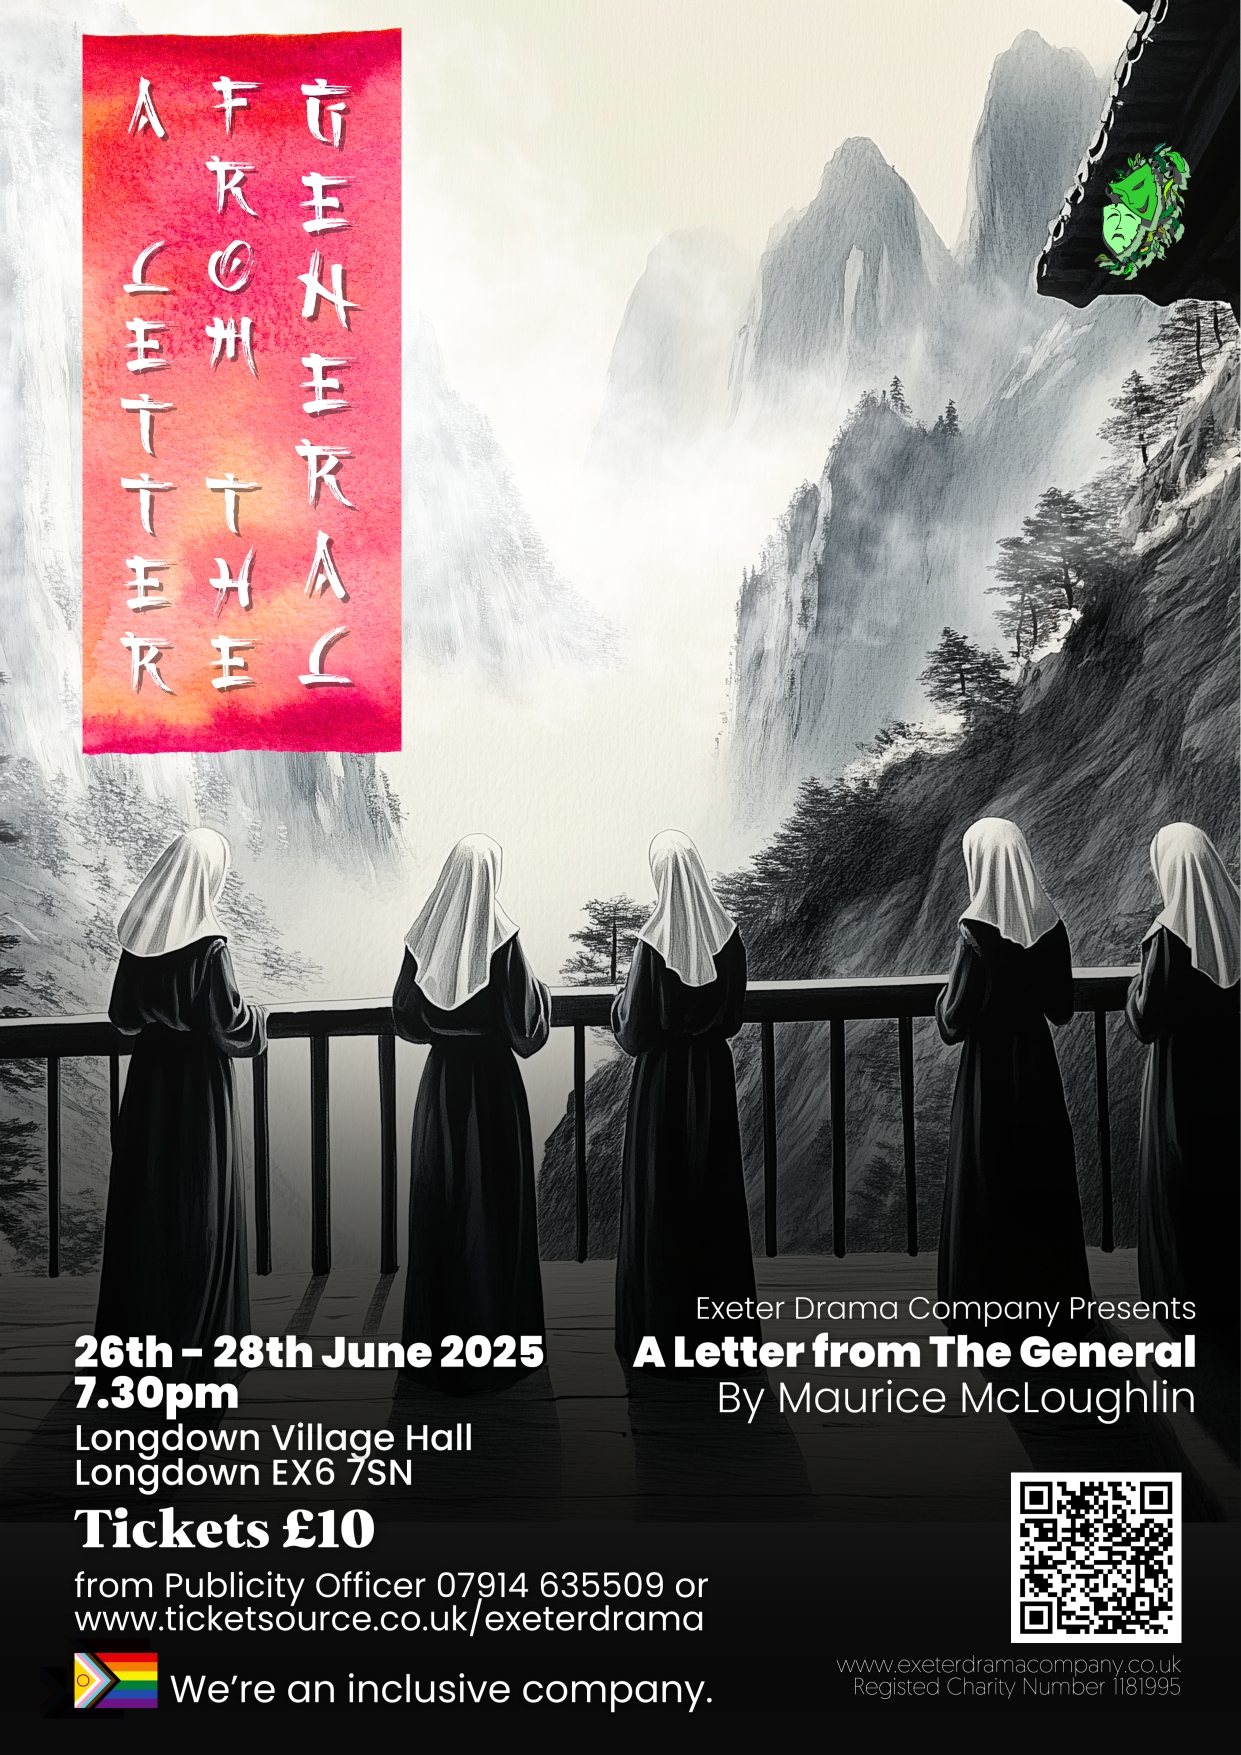 A LETTER
FROM THE
GENERAL
Exeter Drama Company Presents
A Letter from The General
By Maurice McLoughlin
26th - 28th June 2025
7.30pm
Longdown Village Hall
Longdown EX6 7SN
Tickets £10
from Publicity Officer 07914 635509 or
www.ticketsource.co.uk/exeterdrama
We're an inclusive company.
www.exeterdramacompany.co.uk
Registered Charity Number 1181995